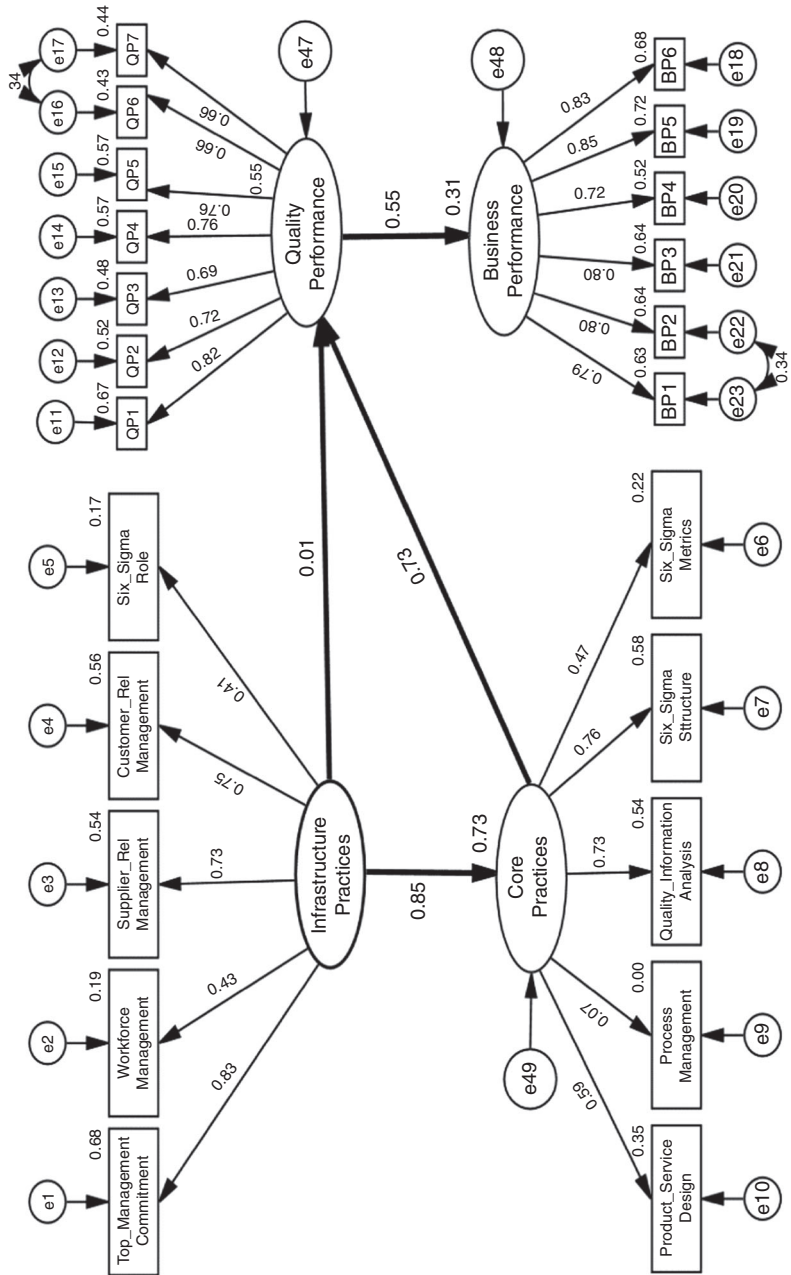 34
e1
e2
e3
e4
e5
e11
e12
e13
e14
e15
e16
e17
0.68
0.19
0.54
0.56
0.17
0.67
0.52
0.48
0.57
0.57
0.43
0.44
Top_Management
Commitment
Workforce
Management
Supplier_Rel
Management
Customer_Rel
Management
Six_Sigma
Role
QP1
QP2
QP3
QP4
QP5
QP6
QP7
0.83
0.43
0.73
0.75
0.41
0.82
0.72
0.69
0.76
0.76
0.66
0.66
0.55
Infrastructure
Practices
0.01
Quality
Performance
e47
0.85
0.73
0.73
0.55
0.31
e49
Core
Practices
Business
Performance
e48
0.59
0.07
0.73
0.76
0.47
0.79
0.80
0.80
0.72
0.85
0.83
0.35
0.00
0.54
0.58
0.22
0.63
0.64
0.64
0.52
0.72
0.68
Product_Service
Design
Process
Management
Quality_Information
Analysis
Six_Sigma
Sttructure
Six_Sigma
Metrics
BP1
BP2
BP3
BP4
BP5
BP6
e10
e9
e8
e7
e6
e23
e22
e21
e20
e19
e18
0.34